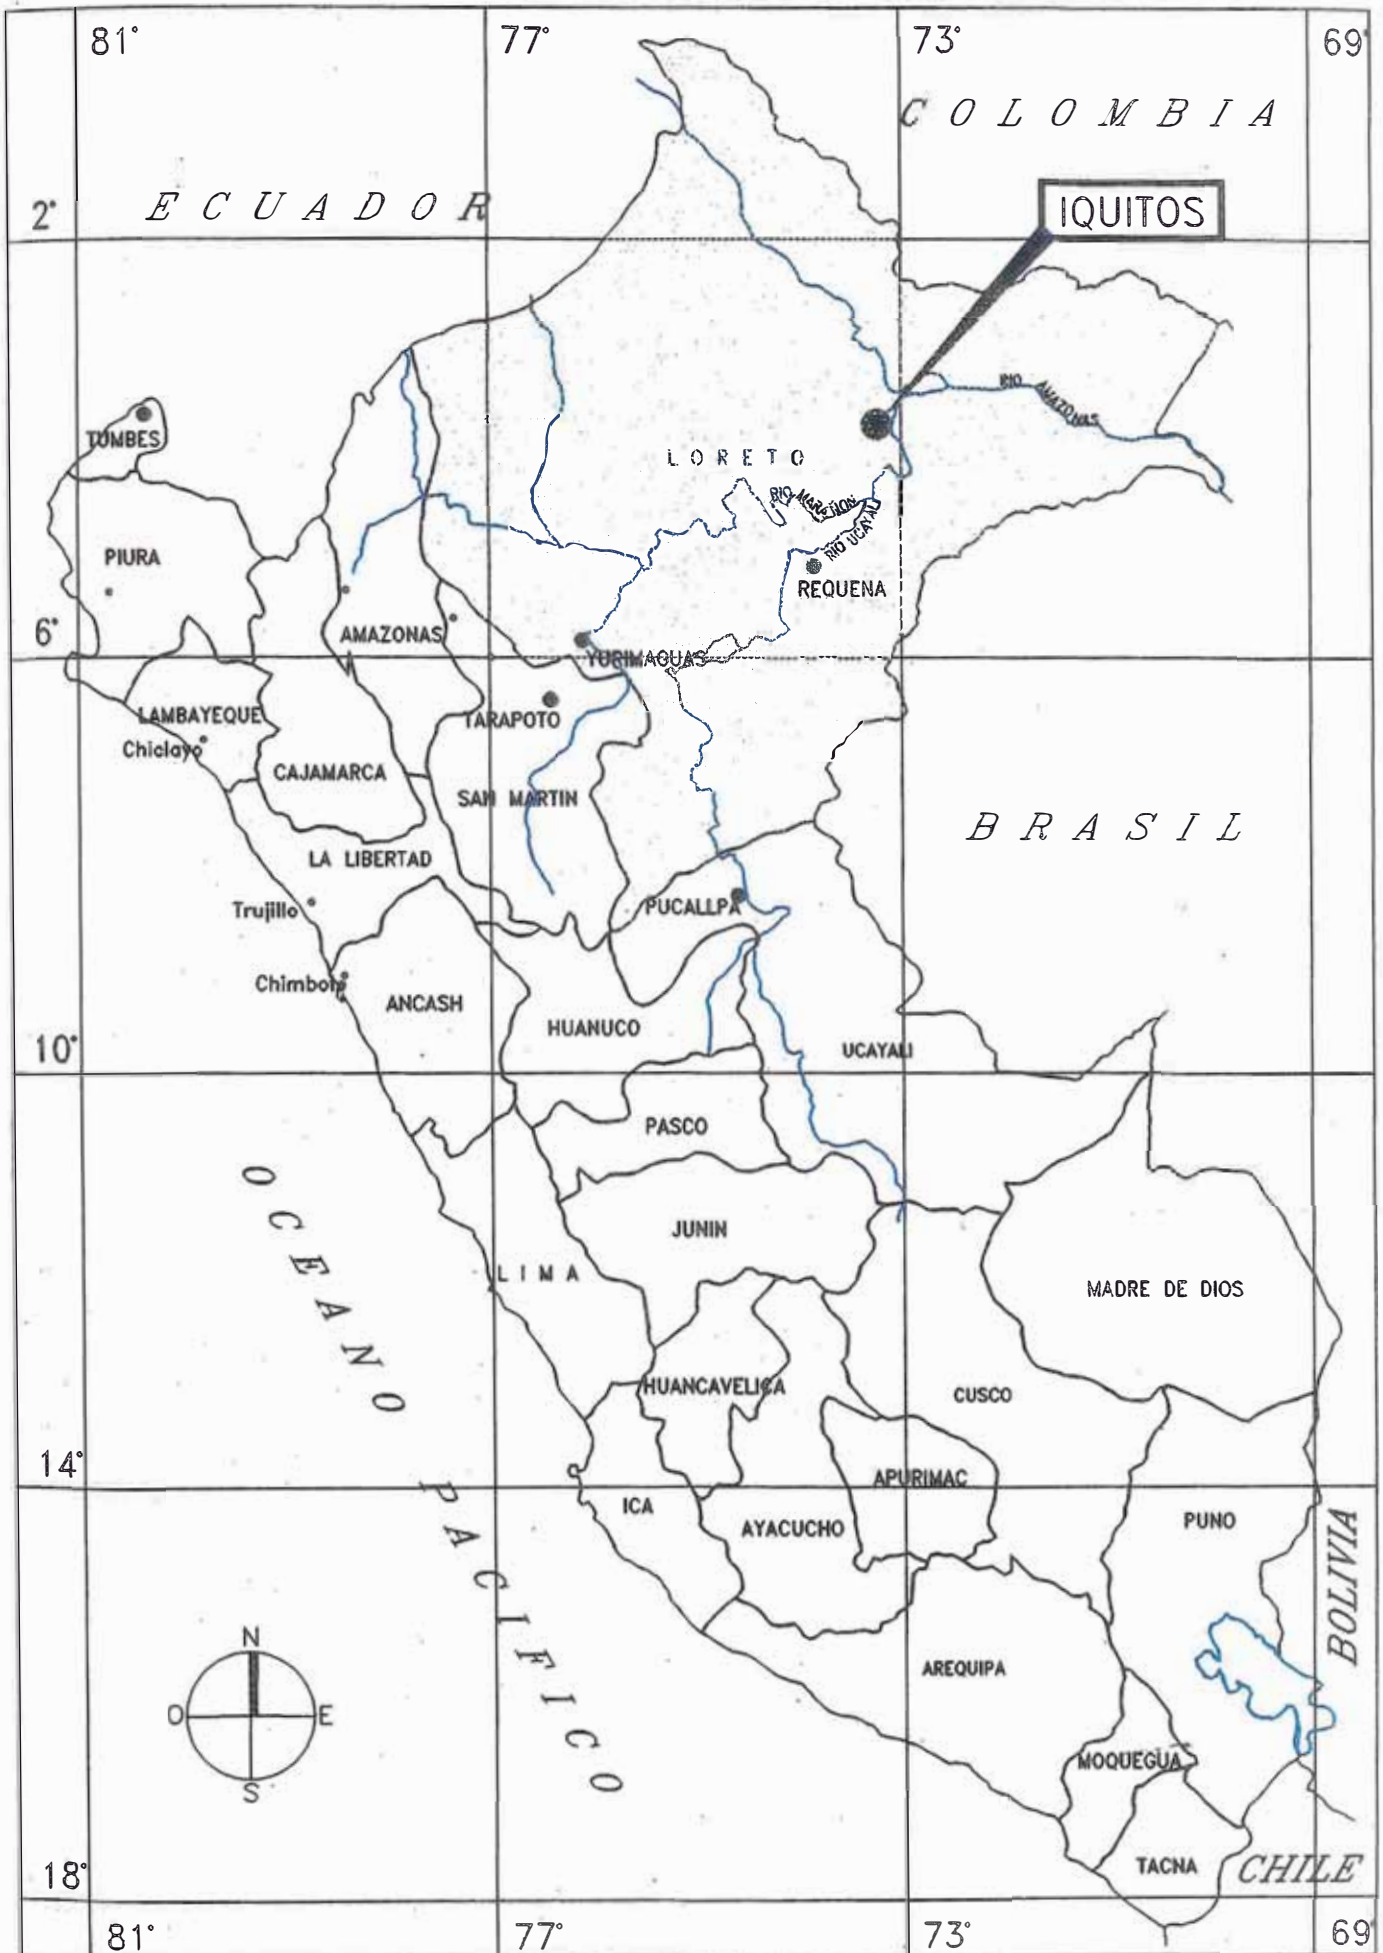 81° 77° 73° 69°
COLOMBIA
ECUADOR
IQUITOS
2°
RIO AMAZONAS
TUMBES
LORETO
RIO MARAÑON
RIO UCAYALI
PIURA
REQUENA
6°
AMAZONAS
YURIMAGUAS
LAMBAYEQUE
TARAPOTO
Chiclayo
CAJAMARCA
SAN MARTIN
BRASIL
LA LIBERTAD
Trujillo
PUCALLPA
Chimbote
ANCASH
HUANUCO
10°
UCAYALI
PASCO
JUNIN
LIMA
MADRE DE DIOS
OCEANO PACIFICO
HUANCAVELICA
CUSCO
14°
APURIMAC
ICA
AYACUCHO
PUNO
BOLIVIA
N
O E
S
AREQUIPA
MOQUEGUA
TACNA
CHILE
18°
81° 77° 73° 69°